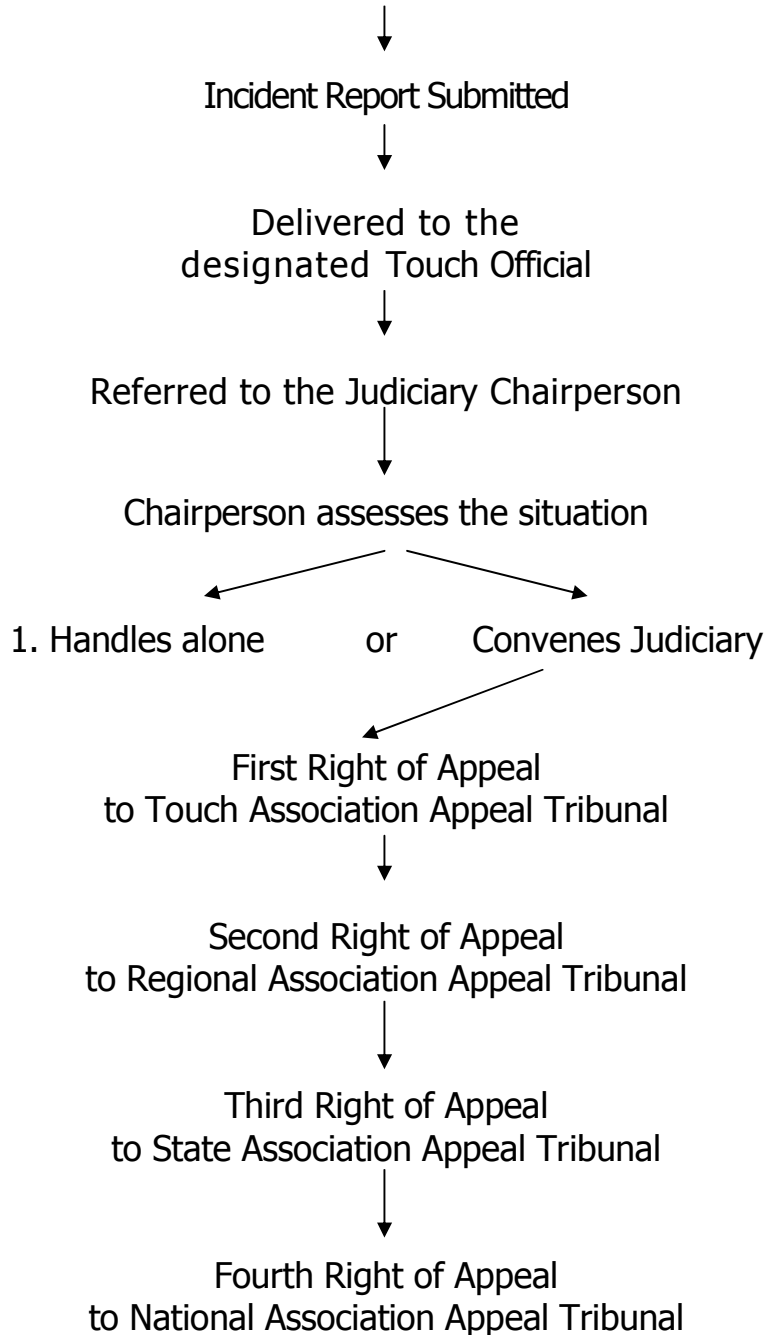 Incident Report Submitted
Delivered to the
designated Touch Official
Referred to the Judiciary Chairperson
Chairperson assesses the situation
1. Handles alone or Convenes Judiciary
First Right of Appeal
to Touch Association Appeal Tribunal
Second Right of Appeal
to Regional Association Appeal Tribunal
Third Right of Appeal
to State Association Appeal Tribunal
Fourth Right of Appeal
to National Association Appeal Tribunal